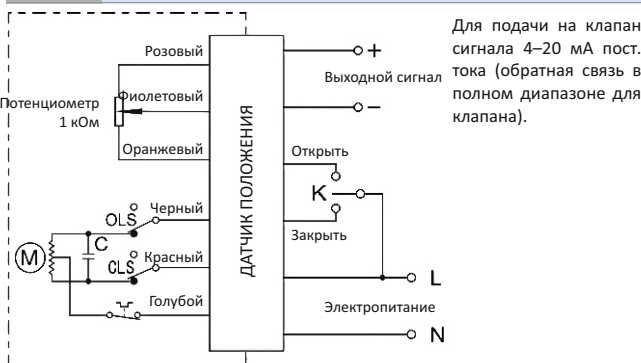 Розовый
Фиолетовый
Потенциометр
1 кОм
Оранжевый
OLS
Черный
C
M
CLS
Красный
Голубой
ДАТЧИК ПОЛОЖЕНИЯ
+
Выходной сигнал
−
Открыть
K
Закрыть
L
Электропитание
N
Для подачи на клапан
сигнала 4–20 мА пост.
тока (обратная связь в
полном диапазоне для
клапана).